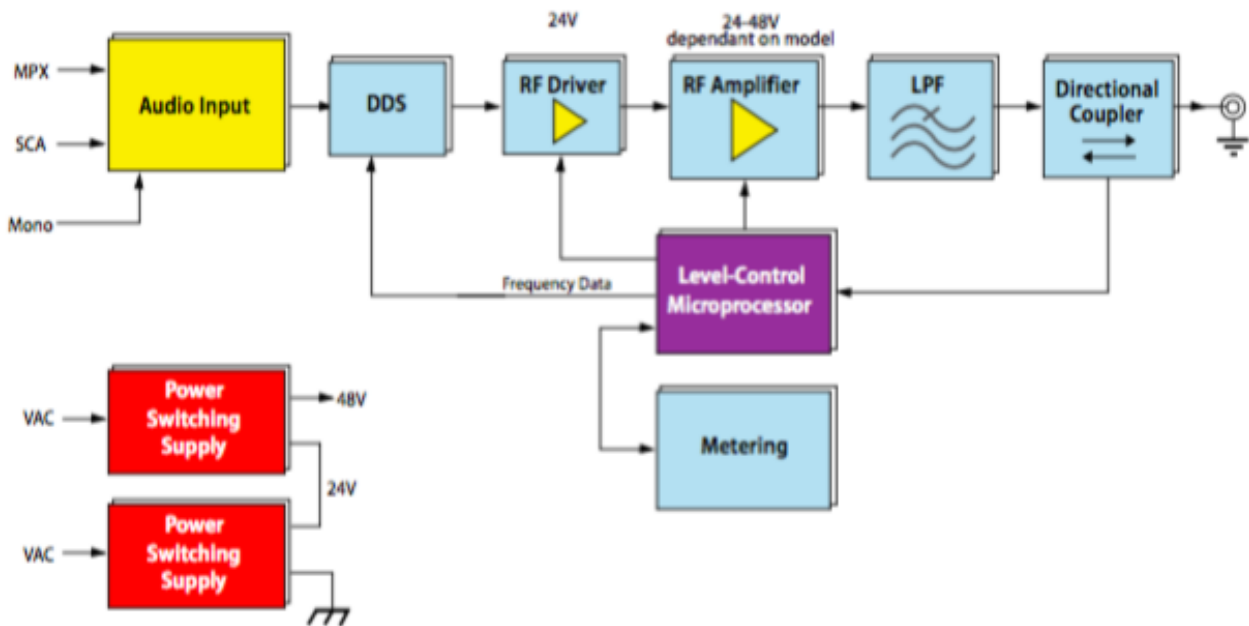 24V
24-48V
dependant on model
MPX
SCA
Mono
Audio Input
DDS
RF Driver
RF Amplifier
LPF
Directional
Coupler
Frequency Data
Level-Control
Microprocessor
Metering
VAC
Power
Switching
Supply
48V
24V
VAC
Power
Switching
Supply